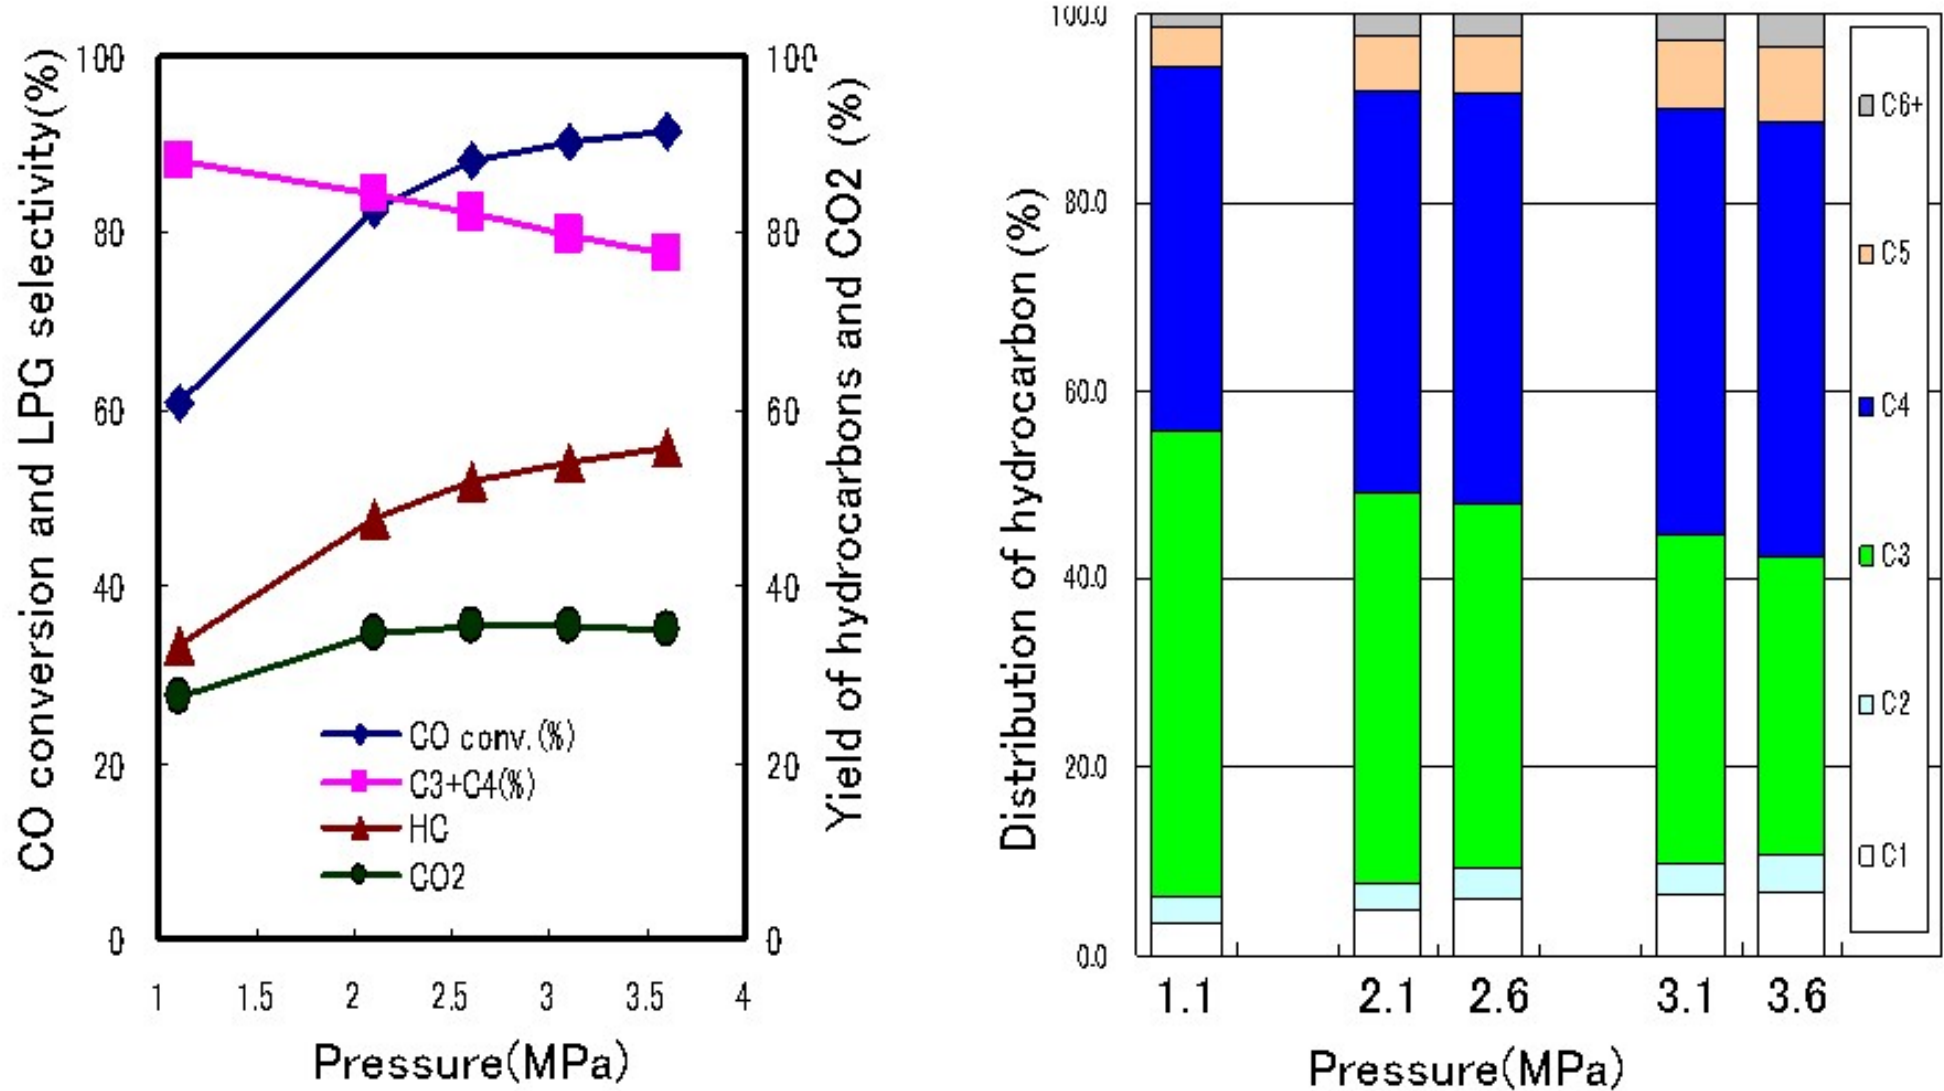 CO conversion and LPG selectivity(%)
100
80
60
40
20
0
1 1.5 2 2.5 3 3.5 4
Pressure(MPa)
CO conv.(%)
C3+C4(%)
HC
CO2
100
80
60
40
20
0
Yield of hydrocarbons and CO2 (%)
Distribution of hydrocarbon (%)
100.0
80.0
60.0
40.0
20.0
0.0
1.1 2.1 2.6 3.1 3.6
Pressure(MPa)
C6+
C5
C4
C3
C2
C1